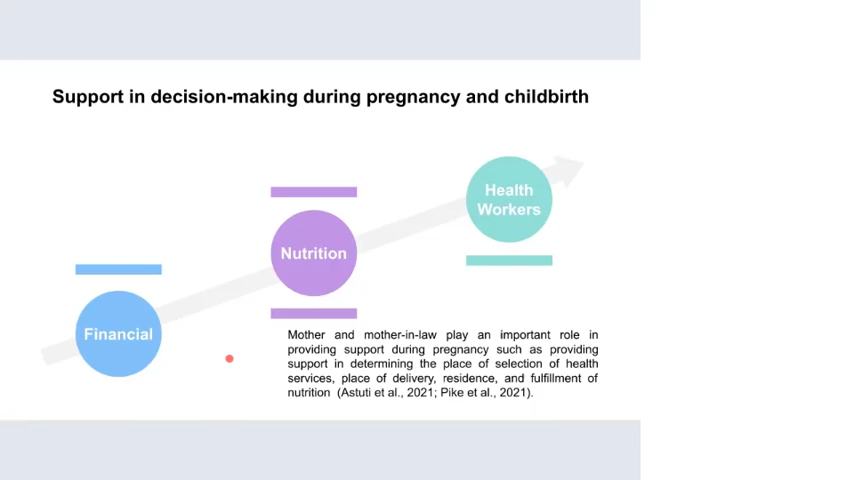 Support in decision-making during pregnancy and childbirth
Health
Workers
Nutrition
Financial
Mother and mother-in-law play an important role in
providing support during pregnancy such as providing
support in determining the place of selection of health
services, place of delivery, residence, and fulfillment of
nutrition (Astuti et al., 2021; Pike et al., 2021).